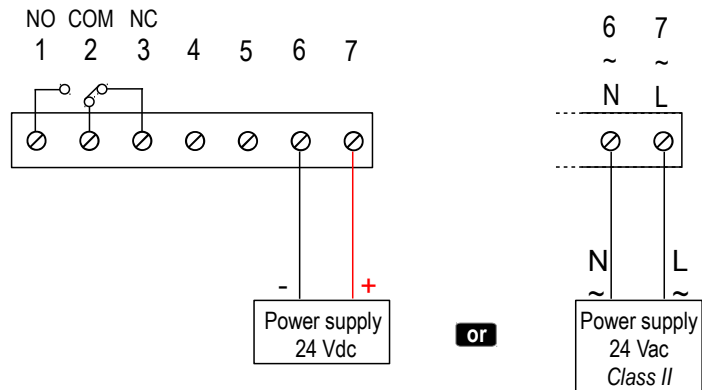 NO COM NC
1 2 3 4 5 6 7
- +
Power supply
24 Vdc
or
6 7
~ ~
N L
N L
~ ~
Power supply
24 Vac
Class II